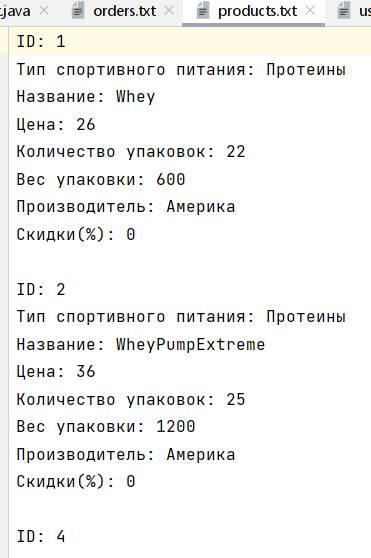 .java orders.txt products.txt us
ID: 1
Тип спортивного питания: Протеины
Название: Whey
Цена: 26
Количество упаковок: 22
Вес упаковки: 600
Производитель: Америка
Скидки(%): 0
ID: 2
Тип спортивного питания: Протеины
Название: WheyPumpExtreme
Цена: 36
Количество упаковок: 25
Вес упаковки: 1200
Производитель: Америка
Скидки(%): 0
ID: 4